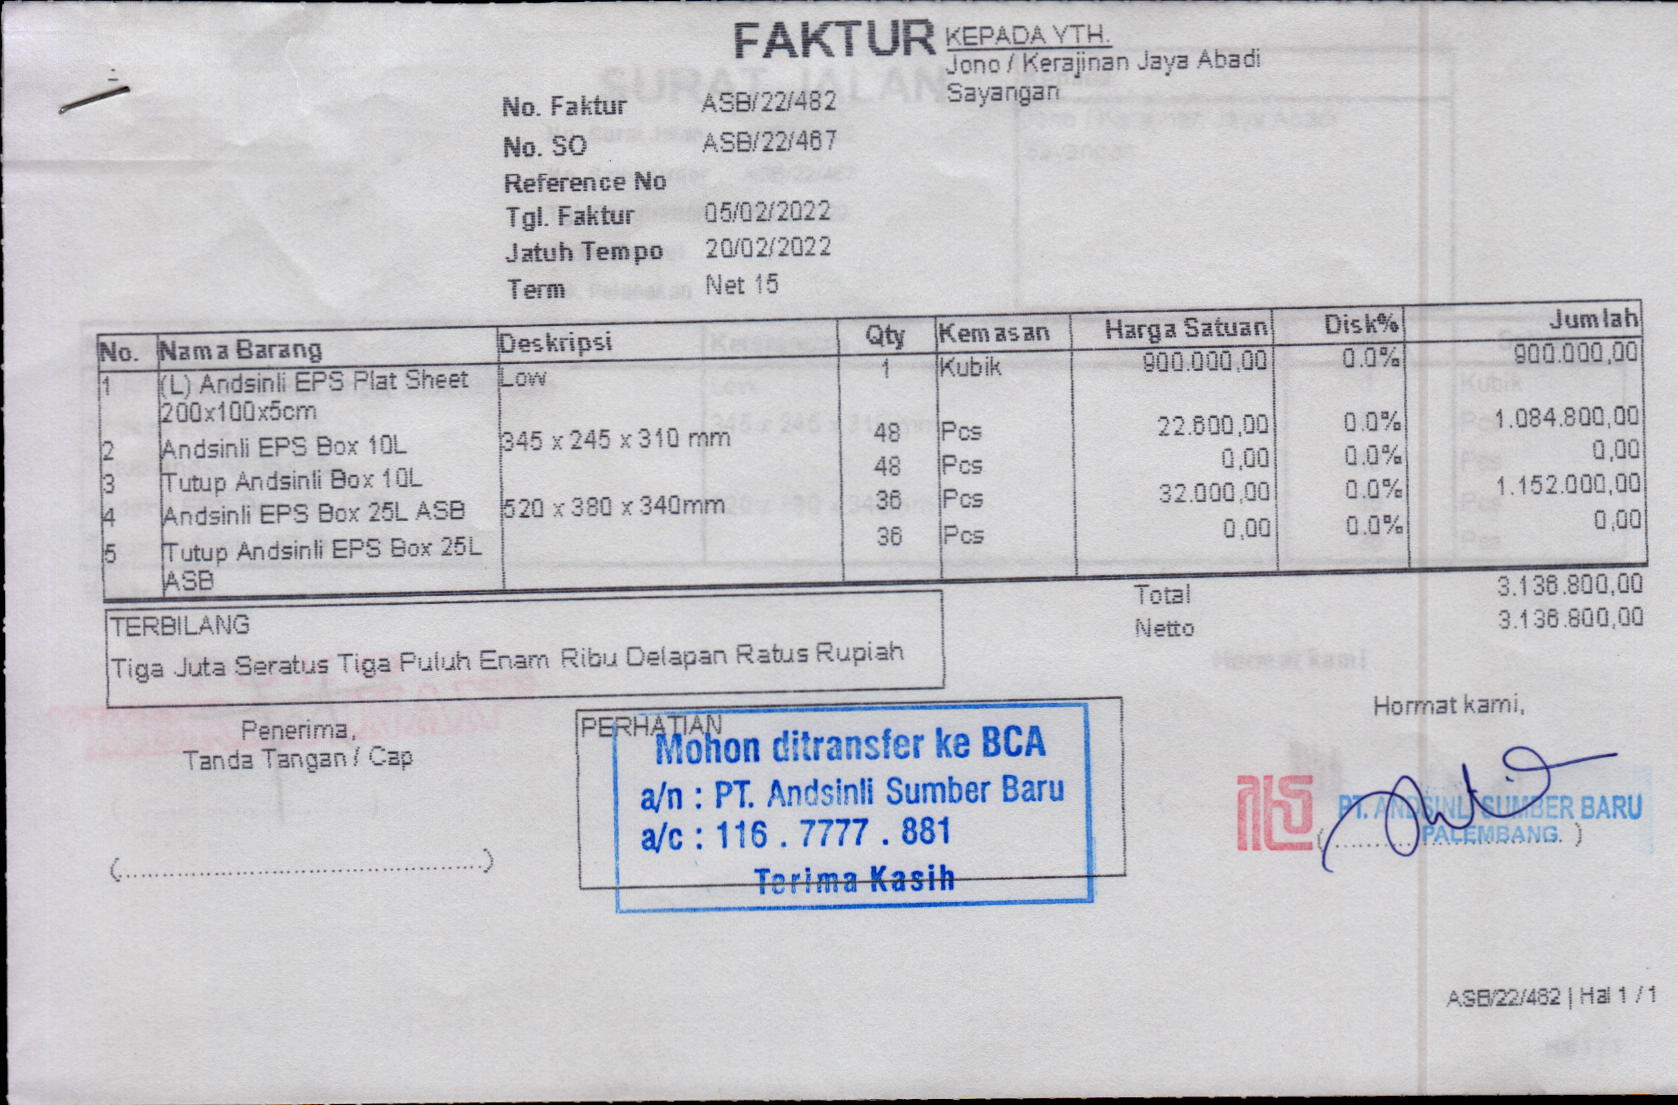 FAKTUR
KEPADA YTH.
Jono / Kerajinan Jaya Abadi
Sayangan
No. Faktur ASB/22/482
No. SO ASB/22/467
Reference No
Tgl. Faktur 05/02/2022
Jatuh Tempo 20/02/2022
Term Net 15
No. Nama Barang Deskripsi Qty Kemasan Harga Satuan Disk% Jumlah
1 (L) Andsinli EPS Plat Sheet Low 1 Kubik 900.000,00 0.0% 900.000,00
200x100x5cm
2 Andsinli EPS Box 10L 345 x 245 x 310 mm 48 Pcs 22.600,00 0.0% 1.084.800,00
3 Tutup Andsinli Box 10L 48 Pcs 0,00 0.0% 0,00
4 Andsinli EPS Box 25L ASB 520 x 380 x 340mm 36 Pcs 32.000,00 0.0% 1.152.000,00
5 Tutup Andsinli EPS Box 25L 36 Pcs 0,00 0.0% 0,00
ASB
Total 3.136.800,00
Netto 3.136.800,00
TERBILANG
Tiga Juta Seratus Tiga Puluh Enam Ribu Delapan Ratus Rupiah
Penerima,
Tanda Tangan / Cap
(................................................)
PERHATIAN
Mohon ditransfer ke BCA
a/n : PT. Andsinli Sumber Baru
a/c : 116 . 7777 . 881
Terima Kasih
Hormat kami,
PT. ANDSINLI SUMBER BARU
PALEMBANG.
ASB/22/482 | Hal 1 / 1